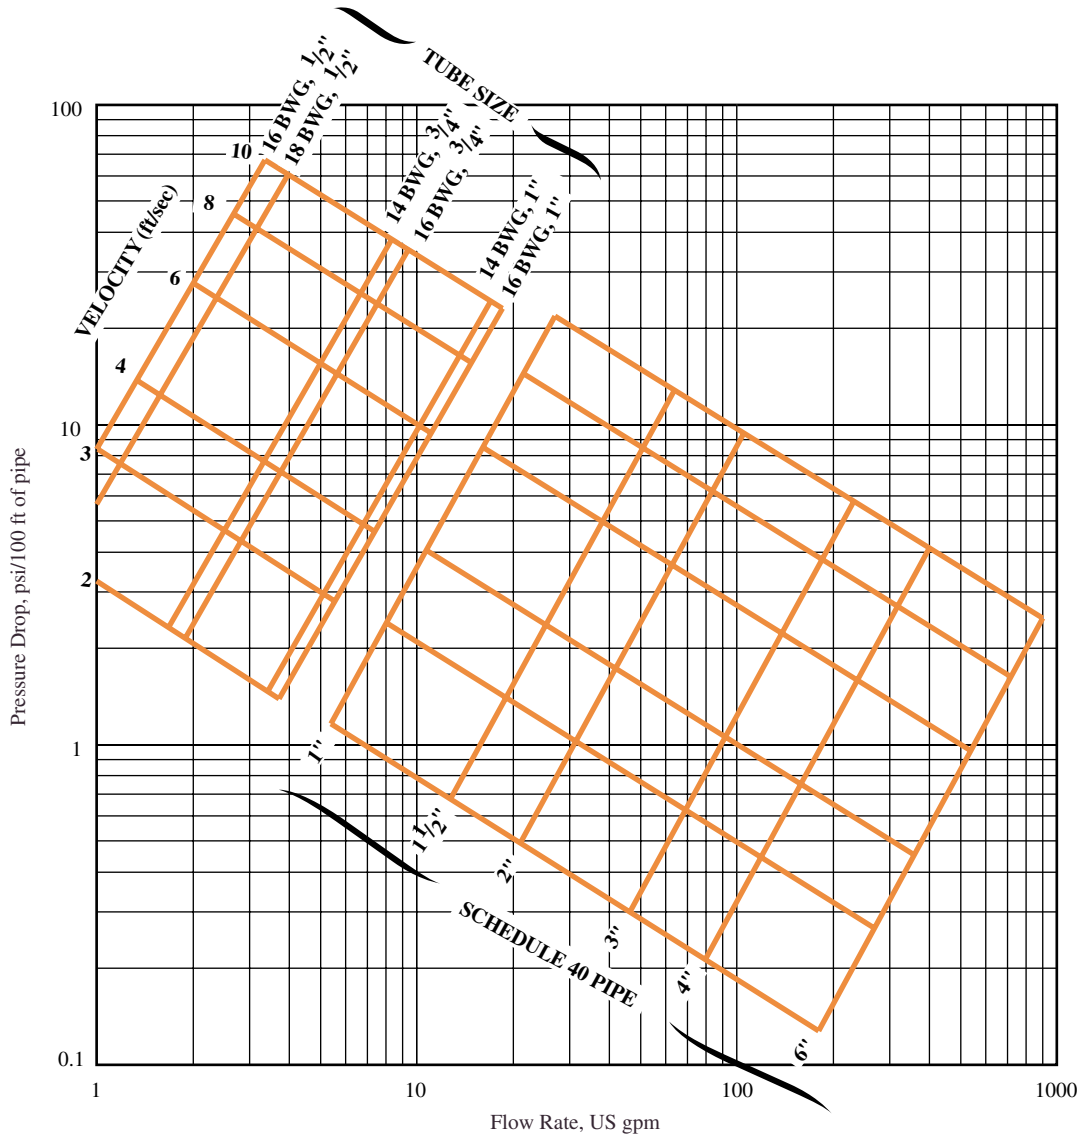 TUBE SIZE
16 BWG, 1/2"
18 BWG, 1/2"
14 BWG, 3/4"
16 BWG, 3/4"
14 BWG, 1"
16 BWG, 1"
VELOCITY (ft/sec)
10
8
6
4
3
2
100
10
1
0.1
Pressure Drop, psi/100 ft of pipe
1"
1 1/2"
2"
3"
4"
6"
SCHEDULE 40 PIPE
1
10
100
1000
Flow Rate, US gpm